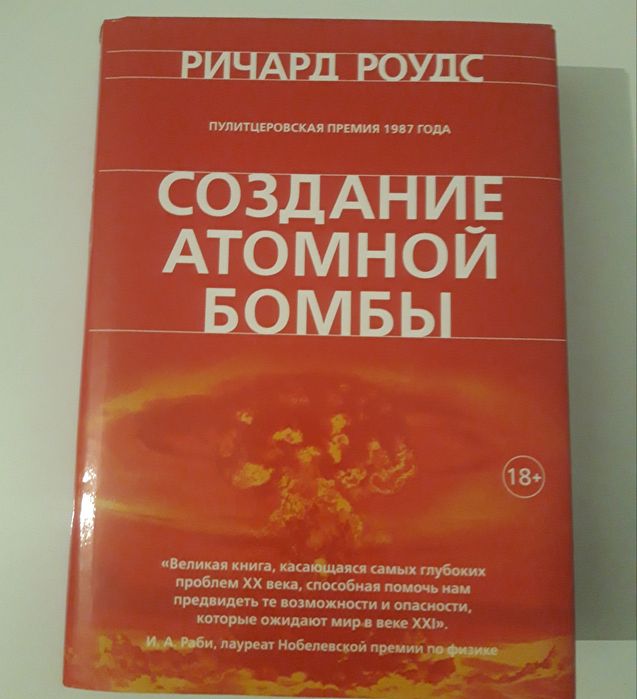 РИЧАРД РОУДС
ПУЛИТЦЕРОВСКАЯ ПРЕМИЯ 1987 ГОДА
СОЗДАНИЕ
АТОМНОЙ
БОМБЫ
18+
«Великая книга, касающаяся самых глубоких
проблем XX века, способная помочь нам
предвидеть те возможности и опасности,
которые ожидают мир в веке XXI».
И. А. Раби, лауреат Нобелевской премии по физике